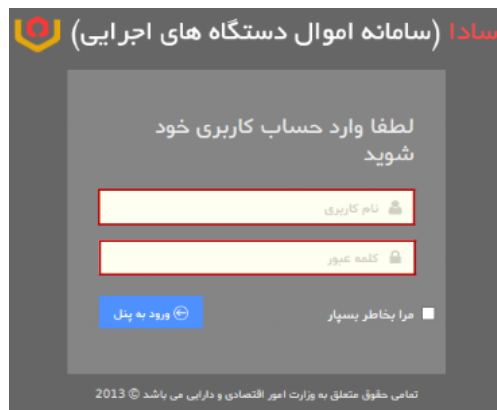 سادا (سامانه اموال دستگاه های اجرایی)
لطفا وارد حساب کاربری خود
شوید
نام کاربری
کلمه عبور
مرا بخاطر بسپار
ورود به پنل
تمامی حقوق متعلق به وزارت امور اقتصادی و دارایی می باشد © 2013